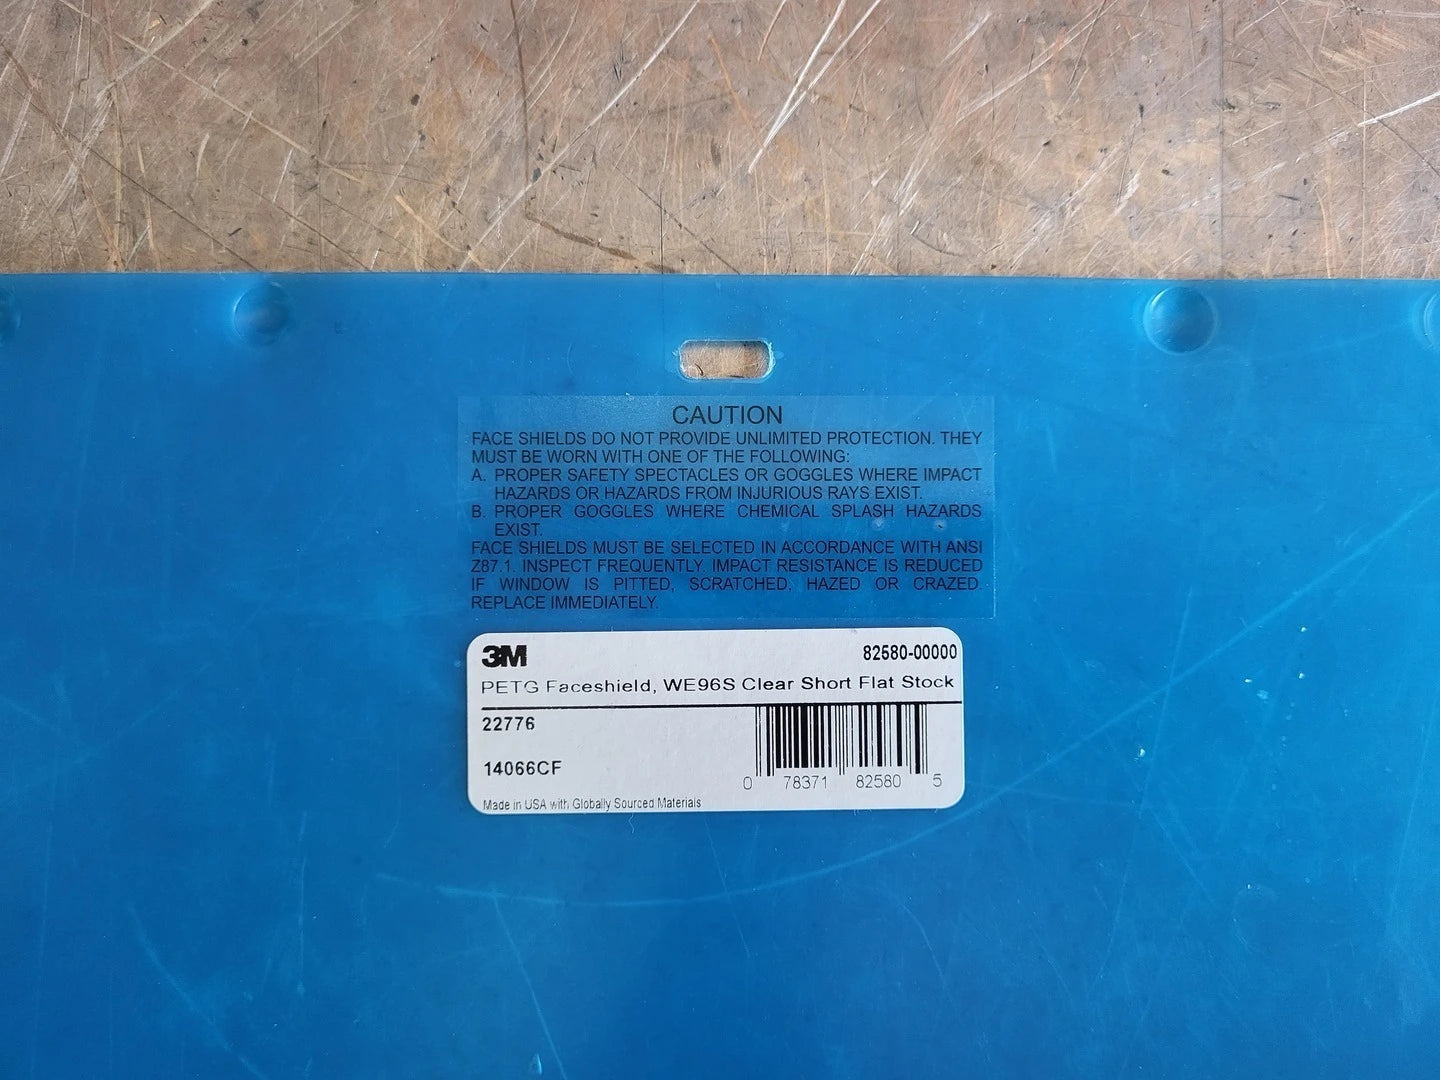 CAUTION
FACE SHIELDS DO NOT PROVIDE UNLIMITED PROTECTION. THEY
MUST BE WORN WITH ONE OF THE FOLLOWING:
A. PROPER SAFETY SPECTACLES OR GOGGLES WHERE IMPACT
HAZARDS OR HAZARDS FROM INJURIOUS RAYS EXIST.
B. PROPER GOGGLES WHERE CHEMICAL SPLASH HAZARDS
EXIST.
FACE SHIELDS MUST BE SELECTED IN ACCORDANCE WITH ANSI
Z87.1. INSPECT FREQUENTLY. IMPACT RESISTANCE IS REDUCED
IF WINDOW IS PITTED, SCRATCHED, HAZED OR CRAZED.
REPLACE IMMEDIATELY.
3M 82580-00000
PETG Faceshield, WE96S Clear Short Flat Stock
22776
14066CF
0 78371 82580 5
Made in USA with Globally Sourced Materials